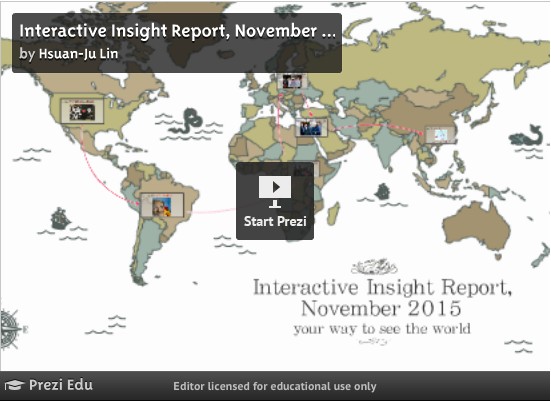 Interactive Insight Report, November ...
by Hsuan-Ju Lin
Start Prezi
Interactive Insight Report,
November 2015
your way to see the world
E
Prezi Edu
Editor licensed for educational use only